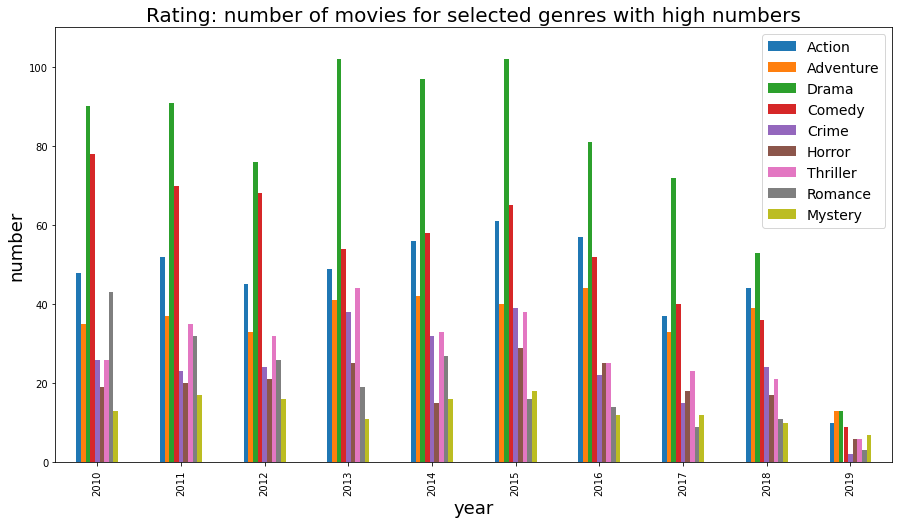 Rating: number of movies for selected genres with high numbers
Action
Adventure
Drama
Comedy
Crime
Horror
Thriller
Romance
Mystery
number
100
80
60
40
20
0
2010
2011
2012
2013
2014
2015
2016
2017
2018
2019
year